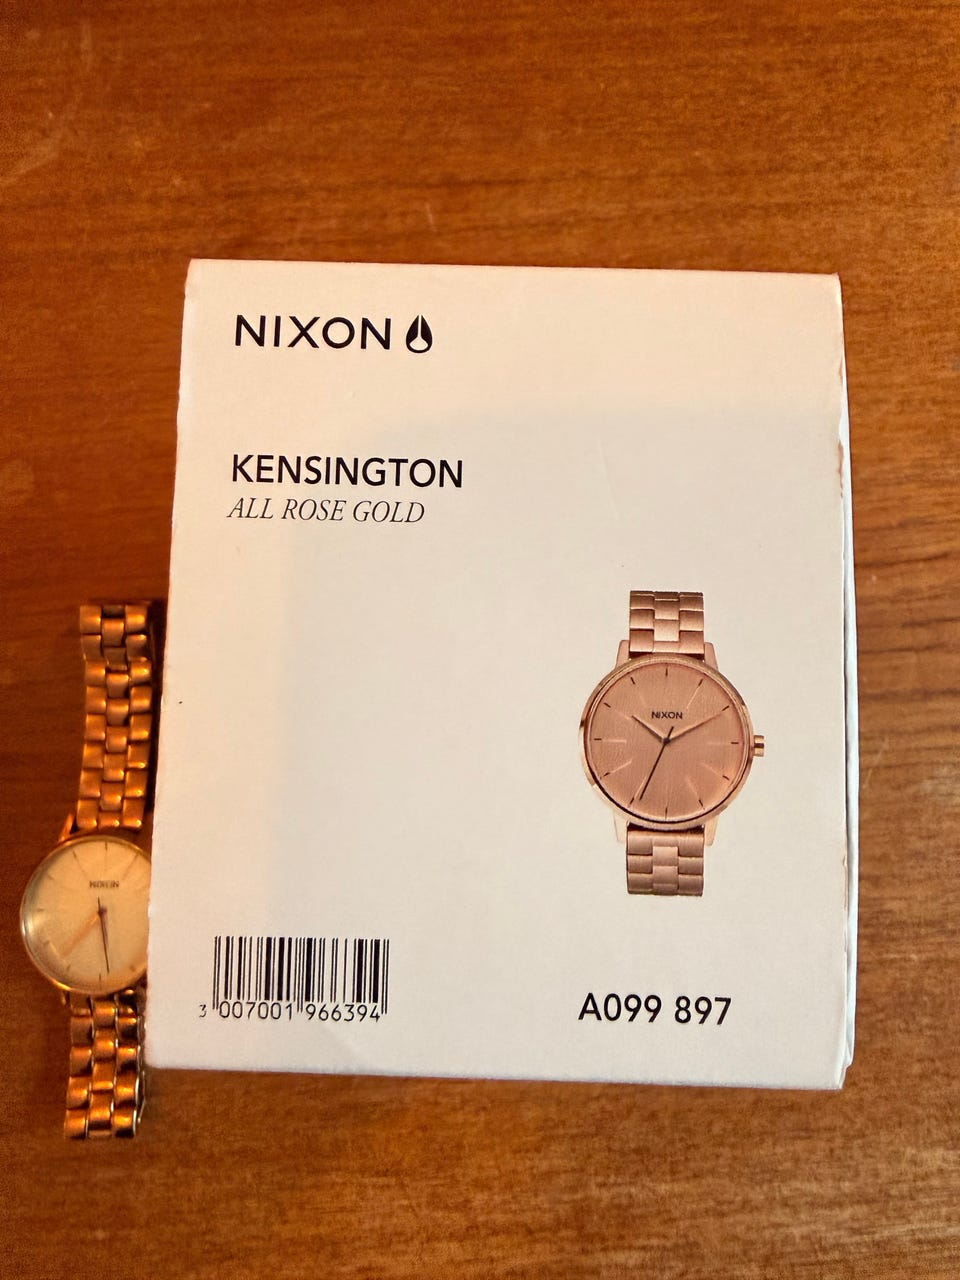 NIXON
KENSINGTON
ALL ROSE GOLD
NIXON
NIXON
3 007001 966394
A099 897